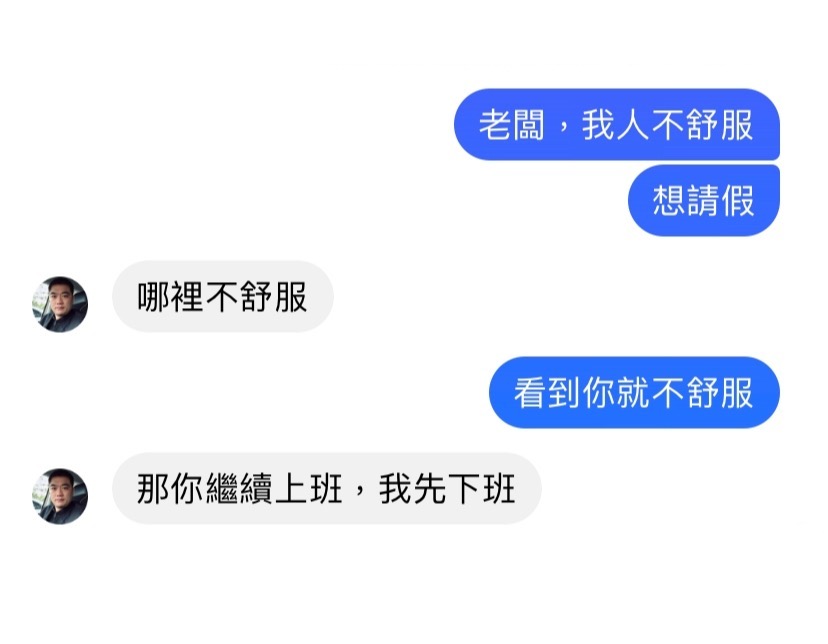 老闆，我人不舒服
想請假
哪裡不舒服
看到你就不舒服
那你繼續上班，我先下班